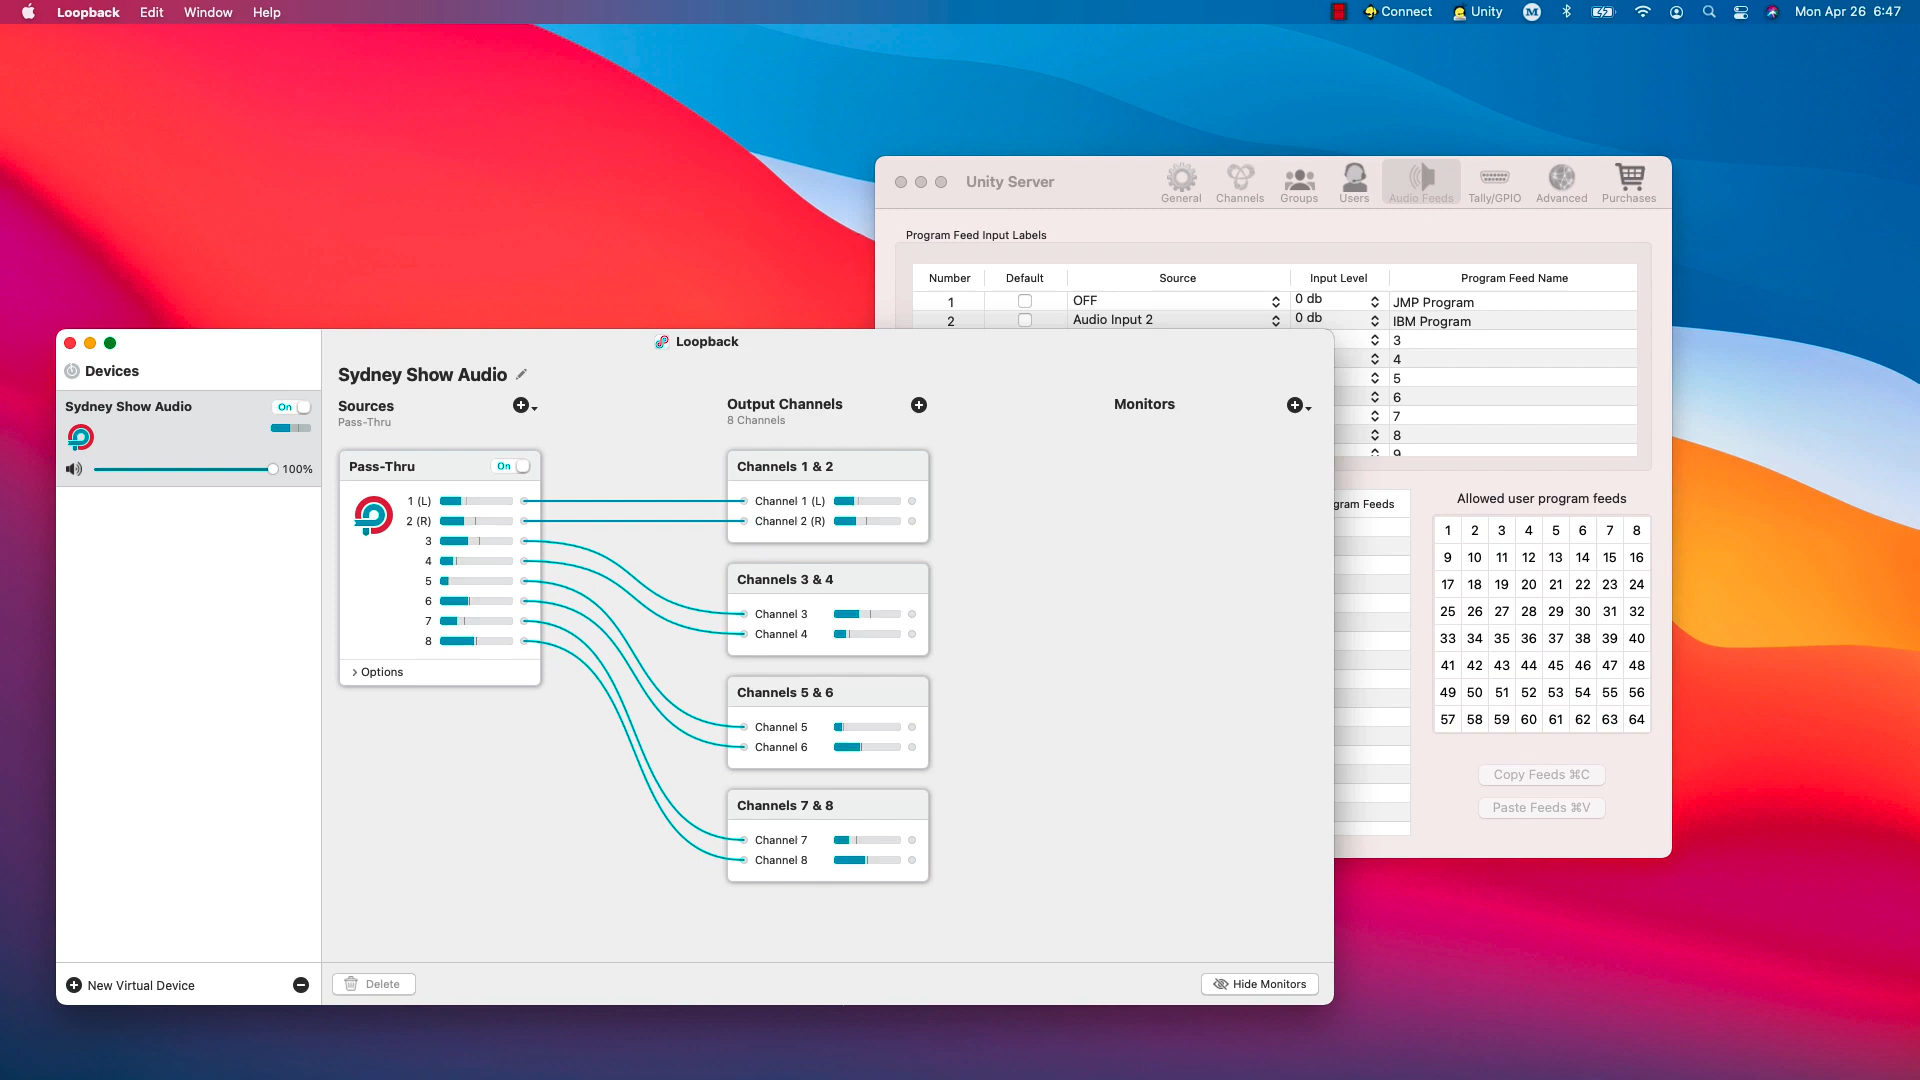 Loopback Edit Window Help
Connect Unity M Mon Apr 26 6:47
Unity Server
General Channels Groups Users Audio Feeds Tally/GPIO Advanced Purchases
Program Feed Input Labels
Number Default Source Input Level Program Feed Name
1 OFF 0 db JMP Program
2 Audio Input 2 0 db IBM Program
3
4
5
6
7
8
9
gram Feeds
Allowed user program feeds
1 2 3 4 5 6 7 8
9 10 11 12 13 14 15 16
17 18 19 20 21 22 23 24
25 26 27 28 29 30 31 32
33 34 35 36 37 38 39 40
41 42 43 44 45 46 47 48
49 50 51 52 53 54 55 56
57 58 59 60 61 62 63 64
Copy Feeds ⌘C
Paste Feeds ⌘V
Loopback
Devices
Sydney Show Audio On
100%
New Virtual Device
Sydney Show Audio
Sources
Pass-Thru
Pass-Thru On
1 (L)
2 (R)
3
4
5
6
7
8
Options
Output Channels
8 Channels
Channels 1 & 2
Channel 1 (L)
Channel 2 (R)
Channels 3 & 4
Channel 3
Channel 4
Channels 5 & 6
Channel 5
Channel 6
Channels 7 & 8
Channel 7
Channel 8
Monitors
Delete
Hide Monitors